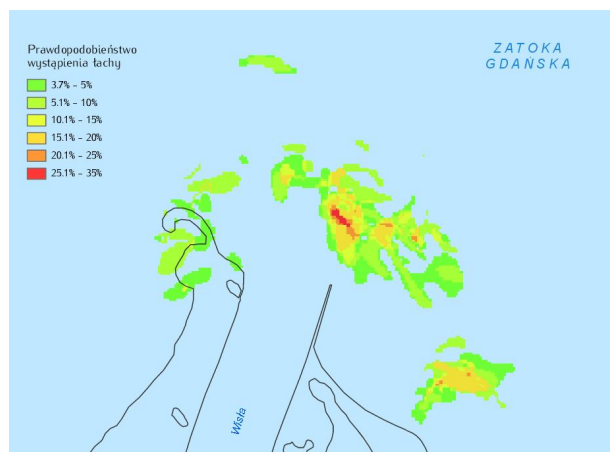 Prawdopodobieństwo
wystąpienia łachy
3.7% – 5%
5.1% – 10%
10.1% – 15%
15.1% – 20%
20.1% – 25%
25.1% – 35%
ZATOKA
GDAŃSKA
Wisła